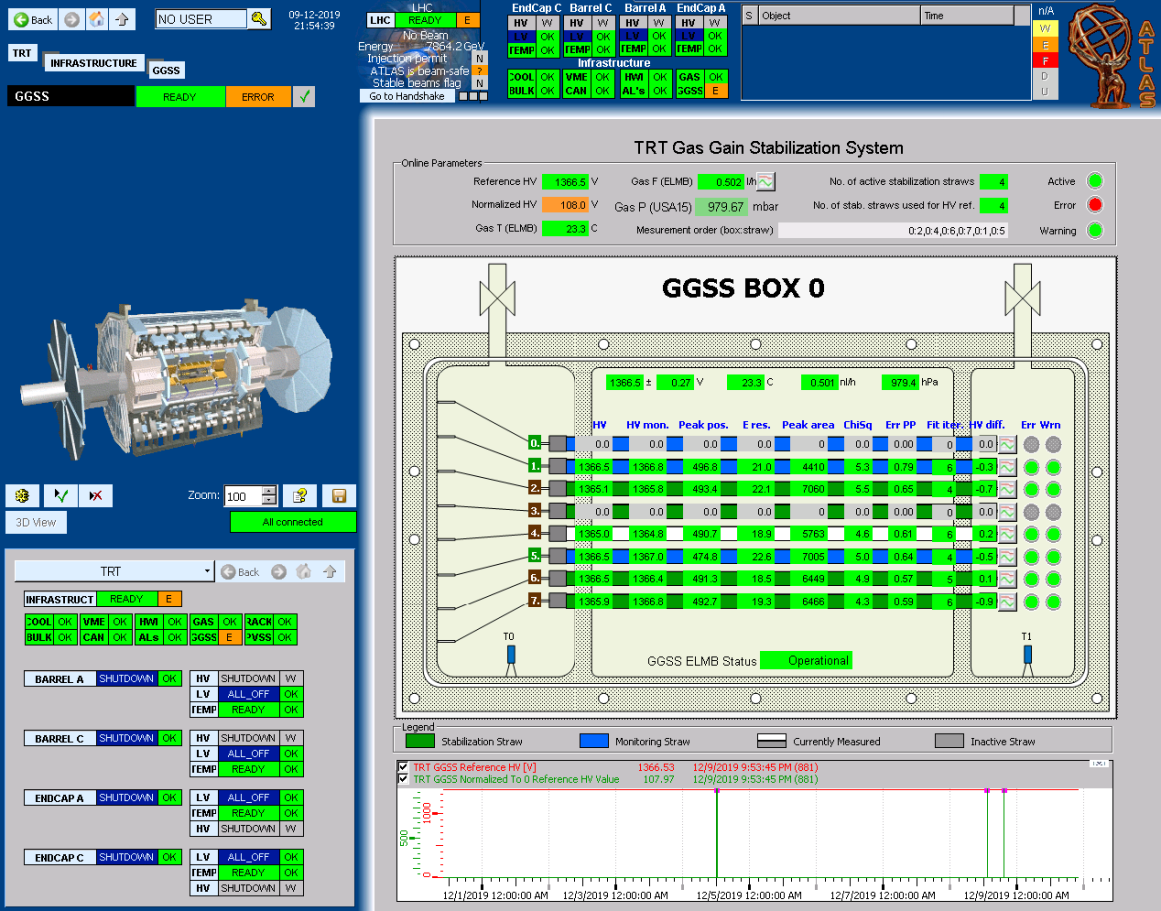 Back
NO USER
09-12-2019
21:54:39
TRT
INFRASTRUCTURE
GGSS
GGSS READY ERROR
LHC
LHC READY E
No Beam
Energy 7864.2 GeV
Injection permit N
ATLAS is beam-safe ?
Stable beams flag N
Go to Handshake
EndCap C Barrel C Barrel A EndCap A
HV W HV W HV W HV W
LV OK LV OK LV OK LV OK
TEMP OK TEMP OK TEMP OK TEMP OK
Infrastructure
COOL OK VME OK HWI OK GAS OK
BULK OK CAN OK AL's OK GGSS E
S Object Time
n/A
W
E
F
D
U
ATLAS
TRT Gas Gain Stabilization System
Online Parameters
Reference HV 1366.5 V Gas F (ELMB) 0.502 l/h No. of active stabilization straws 4 Active
Normalized HV 108.0 V Gas P (USA15) 979.67 mbar No. of stab. straws used for HV ref. 4 Error
Gas T (ELMB) 23.3 C Mesurement order (box:straw) 0:2,0:4,0:6,0:7,0:1,0:5 Warning
GGSS BOX 0
1366.5 ± 0.27 V 23.3 C 0.501 nl/h 979.4 hPa
HV HV mon. Peak pos. E res. Peak area ChiSq Err PP Fit iter. HV diff. Err Wrn
0. 0.0 0.0 0.0 0.0 0 0.0 0.00 0 0.0
1. 1366.5 1366.8 496.8 21.0 4410 5.3 0.79 6 -0.3
2. 1365.1 1365.8 493.4 22.1 7060 5.5 0.65 4 -0.7
3. 0.0 0.0 0.0 0.0 0 0.0 0.00 0 0.0
4. 1365.0 1364.8 490.7 18.9 5763 4.6 0.61 6 0.2
5. 1366.5 1367.0 474.8 22.6 7005 5.0 0.64 4 -0.5
6. 1366.5 1366.4 491.3 18.5 6449 4.9 0.57 5 0.1
7. 1365.9 1366.8 492.7 19.3 6466 4.3 0.59 6 -0.9
T0 T1
GGSS ELMB Status Operational
Legend
Stabilization Straw Monitoring Straw Currently Measured Inactive Straw
TRT GGSS Reference HV [V] 1366.53 12/9/2019 9:53:45 PM (881)
TRT GGSS Normalized To 0 Reference HV Value 107.97 12/9/2019 9:53:45 PM (881)
500
1000
0
12/1/2019 12:00:00 AM 12/3/2019 12:00:00 AM 12/5/2019 12:00:00 AM 12/7/2019 12:00:00 AM 12/9/2019 12:00:00 AM
Zoom: 100
3D View
All connected
TRT Back
INFRASTRUCT READY E
COOL OK VME OK HWI OK GAS OK RACK OK
BULK OK CAN OK ALs OK GGSS E PVSS OK
BARREL A SHUTDOWN OK HV SHUTDOWN W
LV ALL_OFF OK
TEMP READY OK
BARREL C SHUTDOWN OK HV SHUTDOWN W
LV ALL_OFF OK
TEMP READY OK
ENDCAP A SHUTDOWN OK LV ALL_OFF OK
TEMP READY OK
HV SHUTDOWN W
ENDCAP C SHUTDOWN OK LV ALL_OFF OK
TEMP READY OK
HV SHUTDOWN W